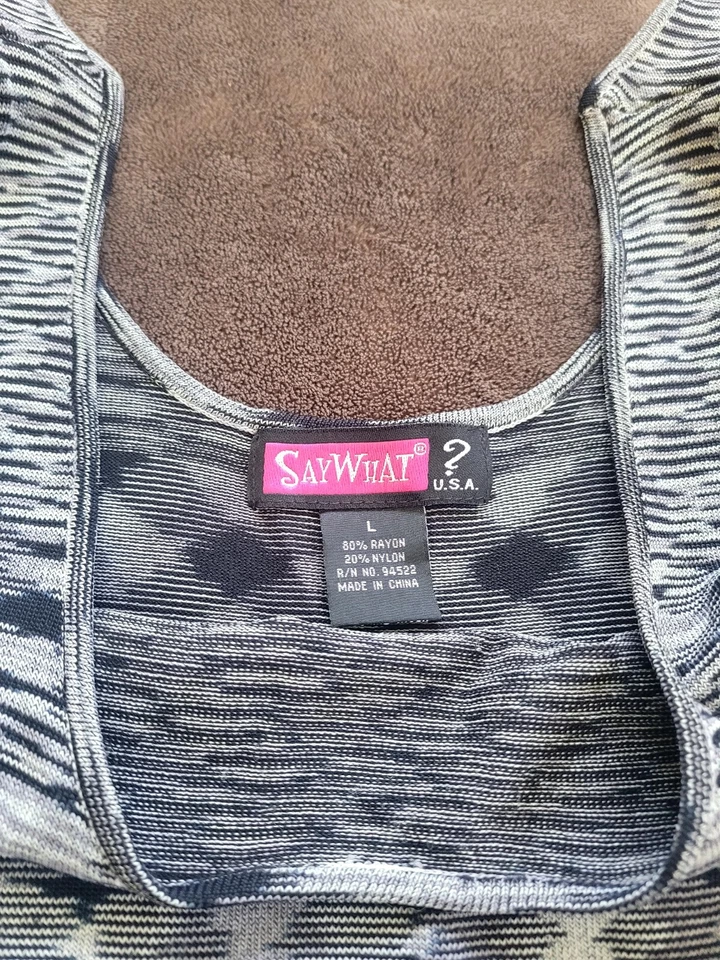 SAYWHAT® ?
U.S.A.
L
80% RAYON
20% NYLON
R/N NO. 94522
MADE IN CHINA